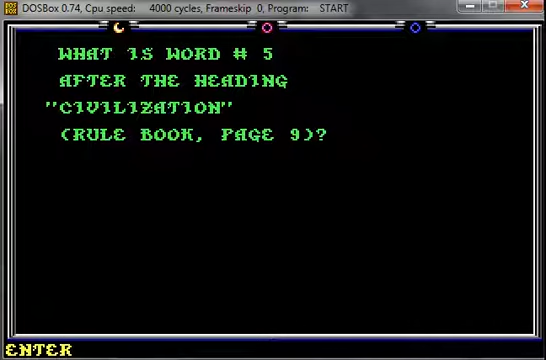 DOSBox 0.74, Cpu speed: 4000 cycles, Frameskip 0, Program: START
WHAT IS WORD # 5
AFTER THE HEADING
"CIVILIZATION"
(RULE BOOK, PAGE 9)?
ENTER